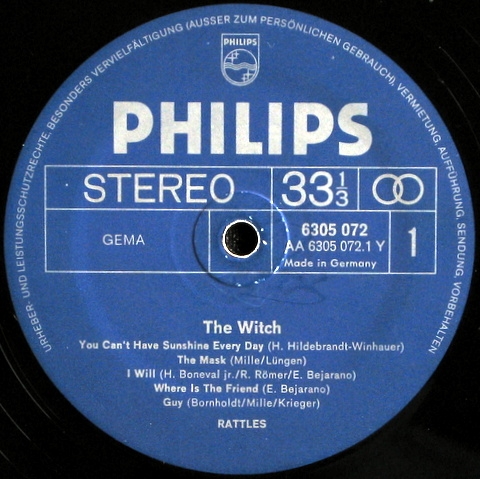 URHEBER- UND LEISTUNGSSCHUTZRECHTE, BESONDERS VERVIELFÄLTIGUNG (AUSSER ZUM PERSÖNLICHEN GEBRAUCH), VERMIETUNG, AUFFÜHRUNG, SENDUNG, VORBEHALTEN
PHILIPS
PHILIPS
STEREO 33 1/3
GEMA
6305 072
AA 6305 072.1 Y
Made in Germany
1
The Witch
You Can't Have Sunshine Every Day (H. Hildebrandt-Winhauer)
The Mask (Mille/Lüngen)
I Will (H. Boneval jr./R. Römer/E. Bejarano)
Where Is The Friend (E. Bejarano)
Guy (Bornholdt/Mille/Krieger)
RATTLES